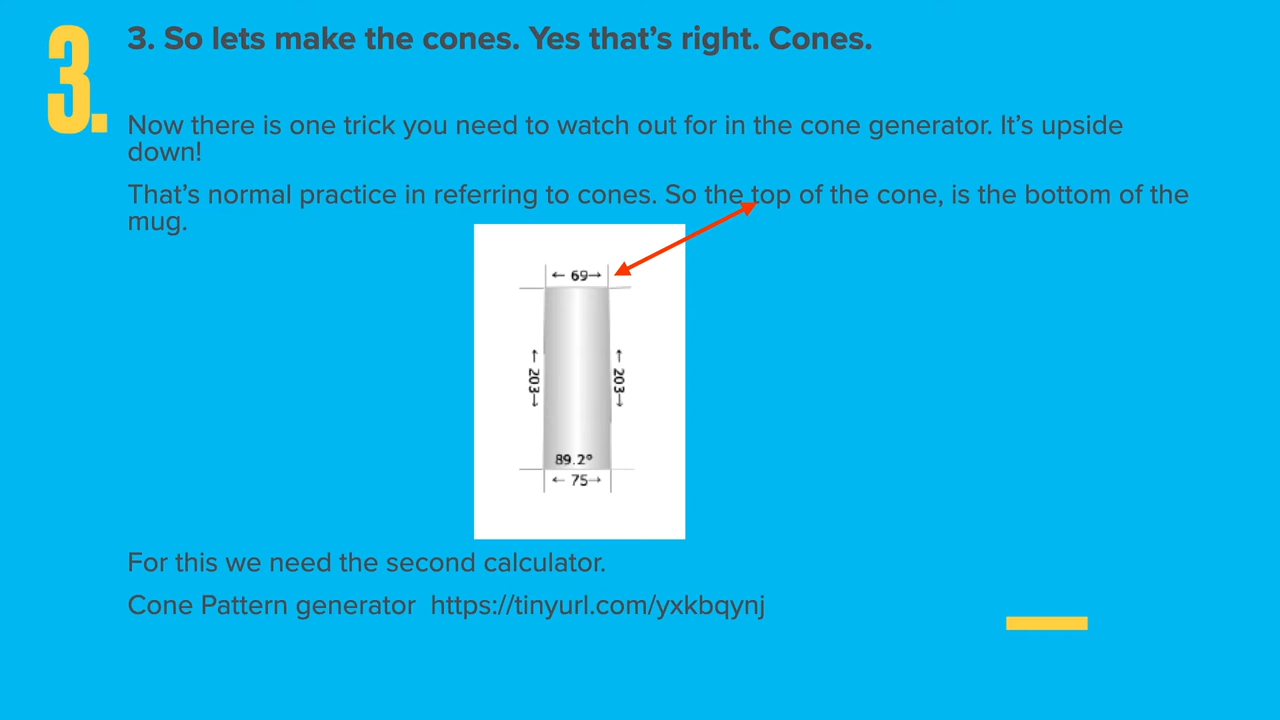 3.
3. So lets make the cones. Yes that's right. Cones.
Now there is one trick you need to watch out for in the cone generator. It's upside
down!
That's normal practice in referring to cones. So the top of the cone, is the bottom of the
mug.
← 69→
← 203→
← 203→
89.2°
← 75→
For this we need the second calculator.
Cone Pattern generator https://tinyurl.com/yxkbqynj